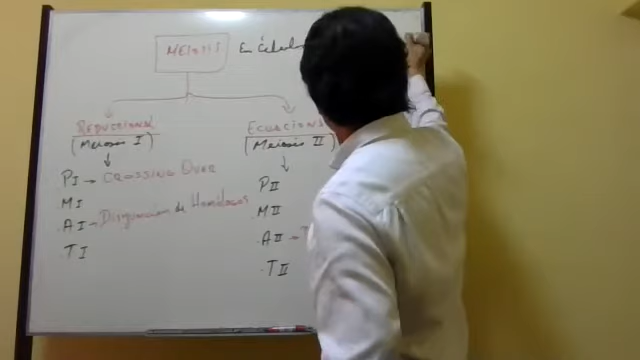 MEIOSIS En Célula
REDUCCIONAL
(Meiosis I)
PI → CROSSING OVER
MI
AI → Disyunción de Homólogos
TI
ECUACIONA
(Meiosis II)
PII
MII
AII →
TII